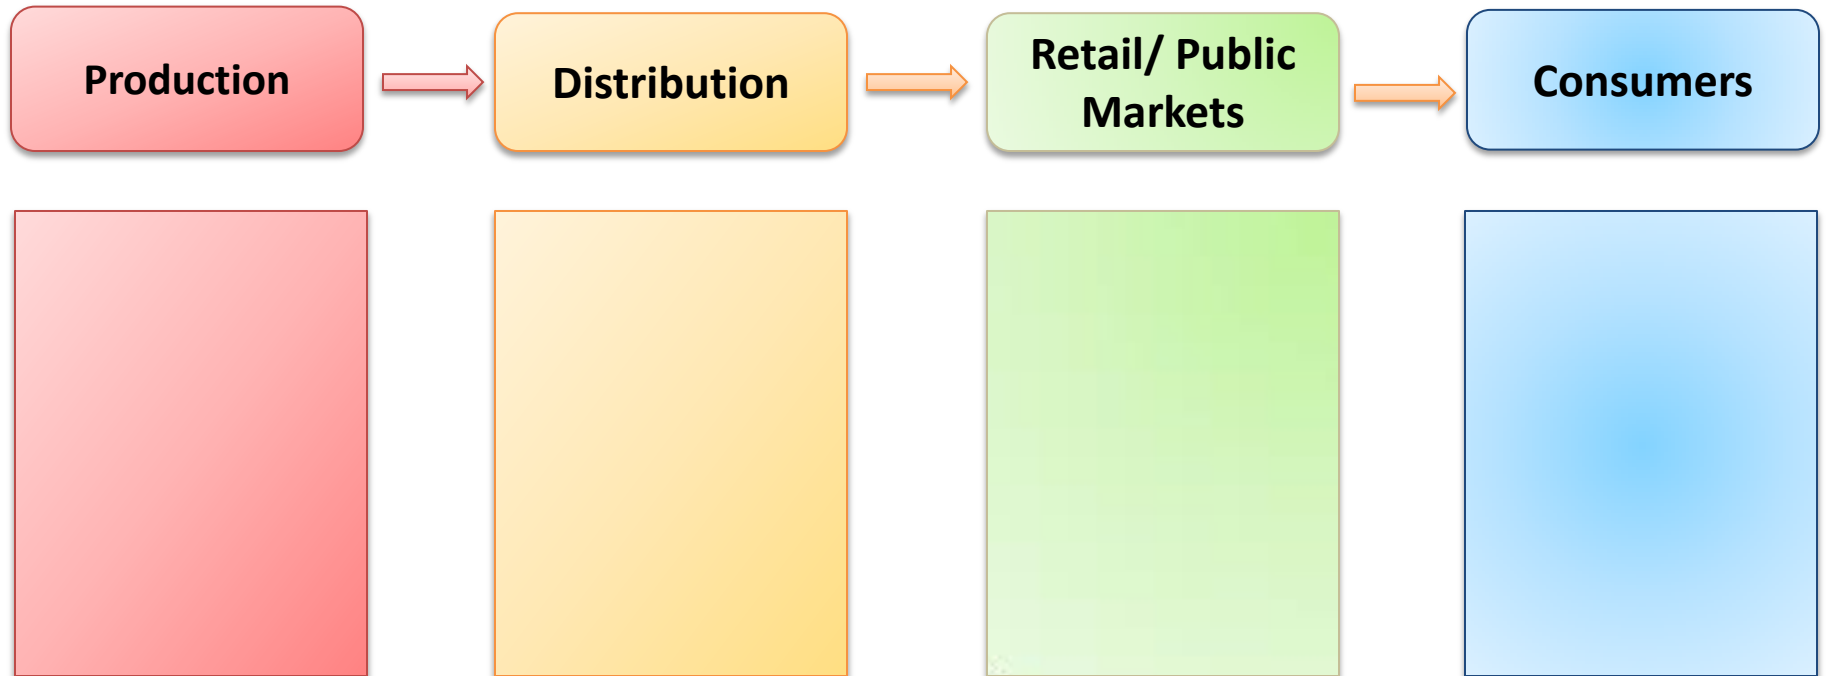 Production
Distribution
Retail/ Public
Markets
Consumers